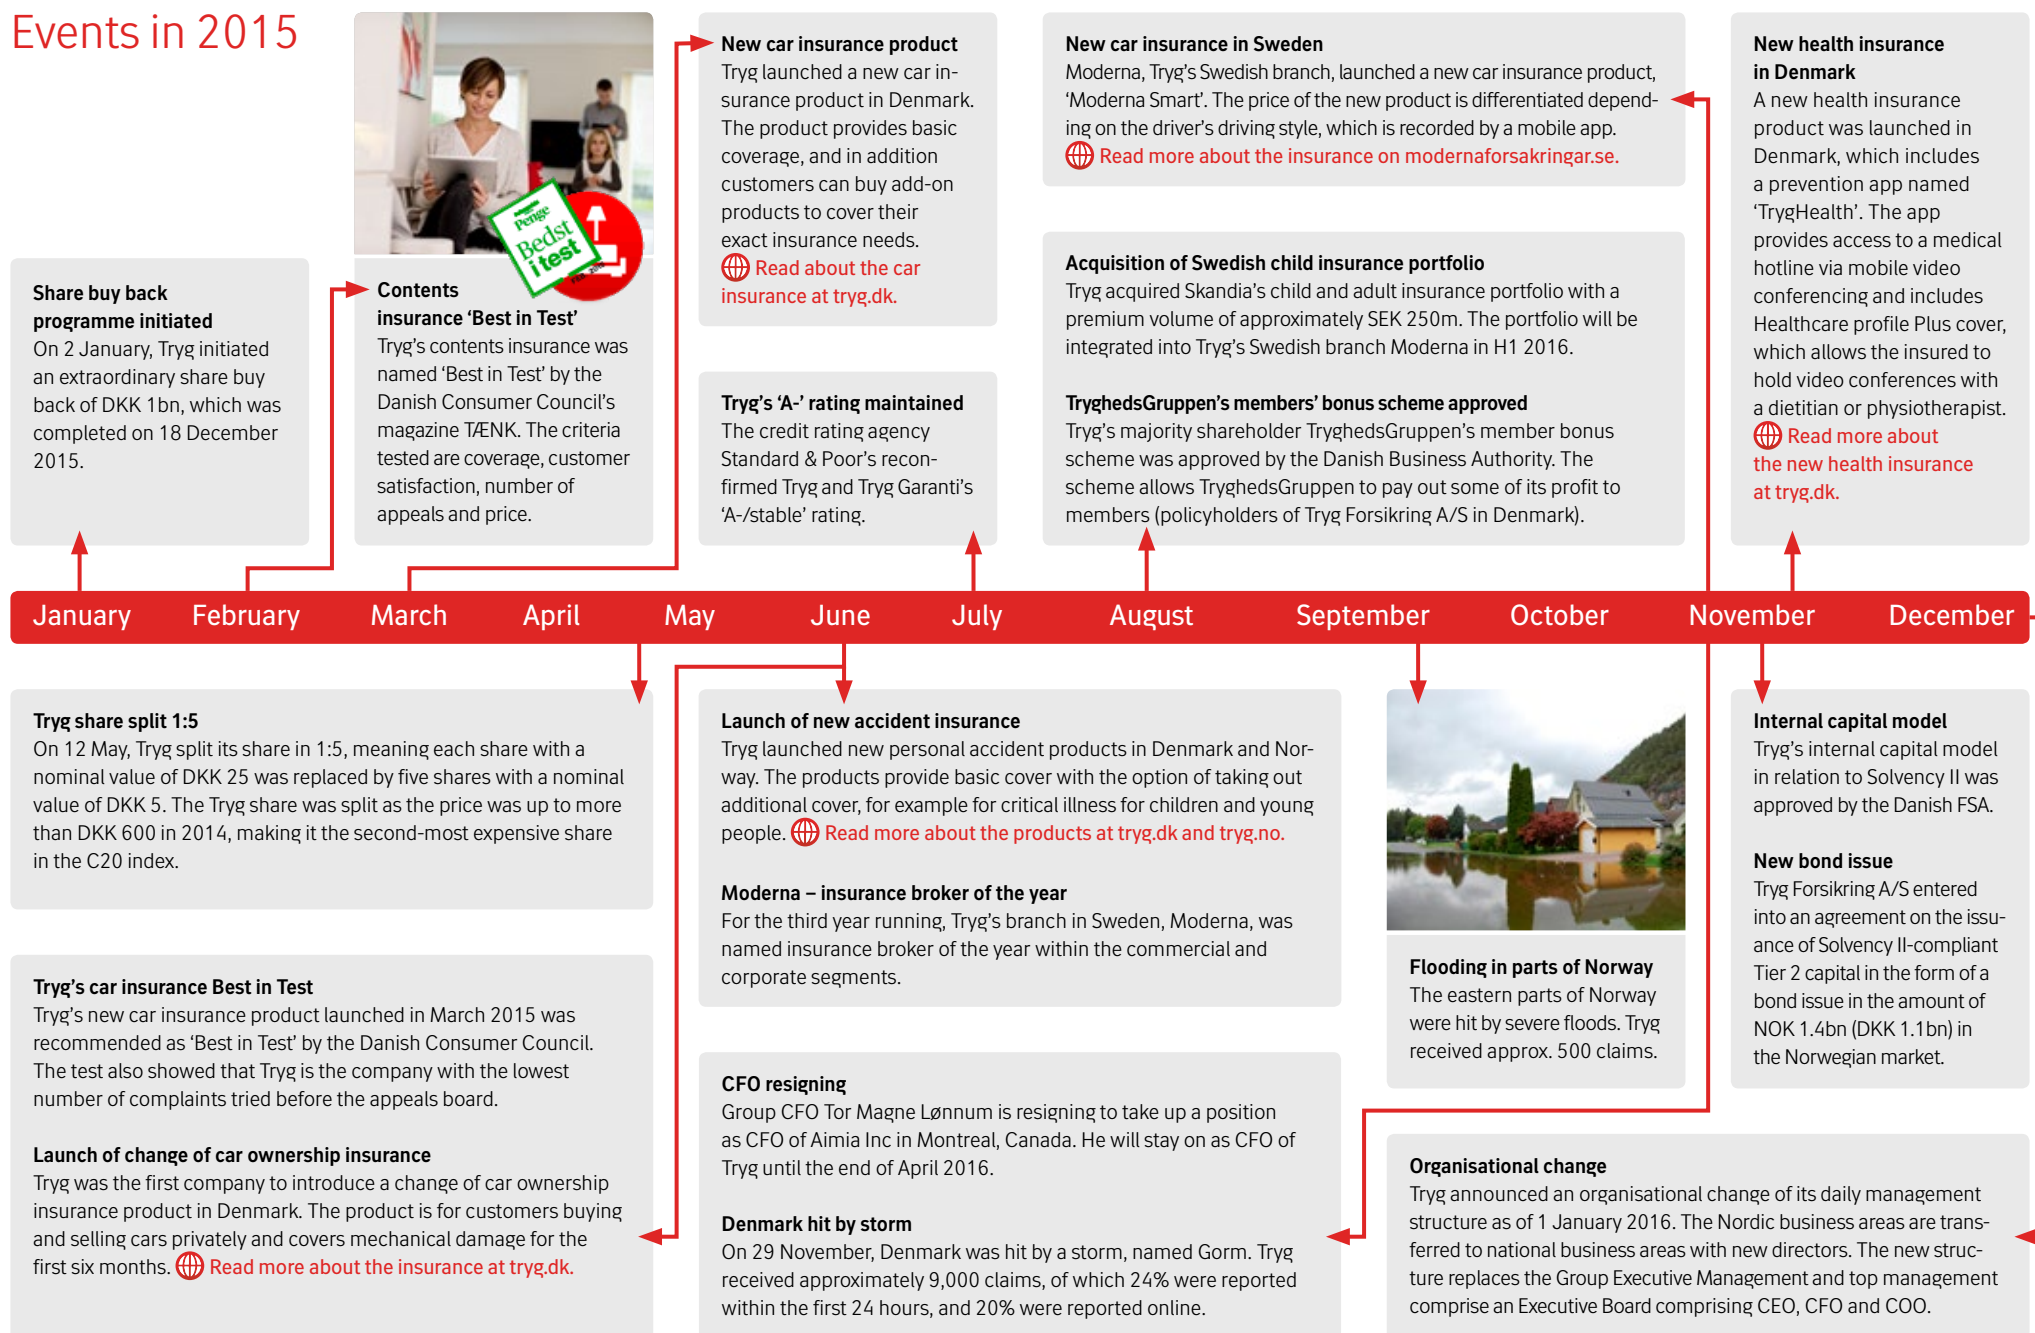 Events in 2015
Share buy back
programme initiated
On 2 January, Tryg initiated
an extraordinary share buy
back of DKK 1bn, which was
completed on 18 December
2015.
Penge
Bedst
i test
Contents
insurance ‘Best in Test’
Tryg’s contents insurance was
named ‘Best in Test’ by the
Danish Consumer Council’s
magazine TÆNK. The criteria
tested are coverage, customer
satisfaction, number of
appeals and price.
New car insurance product
Tryg launched a new car in-
surance product in Denmark.
The product provides basic
coverage, and in addition
customers can buy add-on
products to cover their
exact insurance needs.
Read about the car
insurance at tryg.dk.
Tryg’s ‘A-’ rating maintained
The credit rating agency
Standard & Poor’s recon-
firmed Tryg and Tryg Garanti’s
‘A-/stable’ rating.
New car insurance in Sweden
Moderna, Tryg’s Swedish branch, launched a new car insurance product,
‘Moderna Smart’. The price of the new product is differentiated depend-
ing on the driver’s driving style, which is recorded by a mobile app.
Read more about the insurance on modernaforsakringar.se.
Acquisition of Swedish child insurance portfolio
Tryg acquired Skandia’s child and adult insurance portfolio with a
premium volume of approximately SEK 250m. The portfolio will be
integrated into Tryg’s Swedish branch Moderna in H1 2016.
TryghedsGruppen’s members’ bonus scheme approved
Tryg’s majority shareholder TryghedsGruppen’s member bonus
scheme was approved by the Danish Business Authority. The
scheme allows TryghedsGruppen to pay out some of its profit to
members (policyholders of Tryg Forsikring A/S in Denmark).
New health insurance
in Denmark
A new health insurance
product was launched in
Denmark, which includes
a prevention app named
‘TrygHealth’. The app
provides access to a medical
hotline via mobile video
conferencing and includes
Healthcare profile Plus cover,
which allows the insured to
hold video conferences with
a dietitian or physiotherapist.
Read more about
the new health insurance
at tryg.dk.
January February March April May June July August September October November December
Tryg share split 1:5
On 12 May, Tryg split its share in 1:5, meaning each share with a
nominal value of DKK 25 was replaced by five shares with a nominal
value of DKK 5. The Tryg share was split as the price was up to more
than DKK 600 in 2014, making it the second-most expensive share
in the C20 index.
Tryg’s car insurance Best in Test
Tryg’s new car insurance product launched in March 2015 was
recommended as ‘Best in Test’ by the Danish Consumer Council.
The test also showed that Tryg is the company with the lowest
number of complaints tried before the appeals board.
Launch of change of car ownership insurance
Tryg was the first company to introduce a change of car ownership
insurance product in Denmark. The product is for customers buying
and selling cars privately and covers mechanical damage for the
first six months. Read more about the insurance at tryg.dk.
Launch of new accident insurance
Tryg launched new personal accident products in Denmark and Nor-
way. The products provide basic cover with the option of taking out
additional cover, for example for critical illness for children and young
people. Read more about the products at tryg.dk and tryg.no.
Moderna – insurance broker of the year
For the third year running, Tryg’s branch in Sweden, Moderna, was
named insurance broker of the year within the commercial and
corporate segments.
CFO resigning
Group CFO Tor Magne Lønnum is resigning to take up a position
as CFO of Aimia Inc in Montreal, Canada. He will stay on as CFO of
Tryg until the end of April 2016.
Denmark hit by storm
On 29 November, Denmark was hit by a storm, named Gorm. Tryg
received approximately 9,000 claims, of which 24% were reported
within the first 24 hours, and 20% were reported online.
Flooding in parts of Norway
The eastern parts of Norway
were hit by severe floods. Tryg
received approx. 500 claims.
Internal capital model
Tryg’s internal capital model
in relation to Solvency II was
approved by the Danish FSA.
New bond issue
Tryg Forsikring A/S entered
into an agreement on the issu-
ance of Solvency II-compliant
Tier 2 capital in the form of a
bond issue in the amount of
NOK 1.4bn (DKK 1.1bn) in
the Norwegian market.
Organisational change
Tryg announced an organisational change of its daily management
structure as of 1 January 2016. The Nordic business areas are trans-
ferred to national business areas with new directors. The new struc-
ture replaces the Group Executive Management and top management
comprise an Executive Board comprising CEO, CFO and COO.